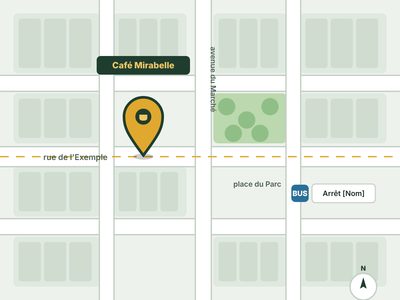 Café Mirabelle
avenue du Marché
rue de l'Exemple
place du Parc
BUS
Arrêt [Nom]
N